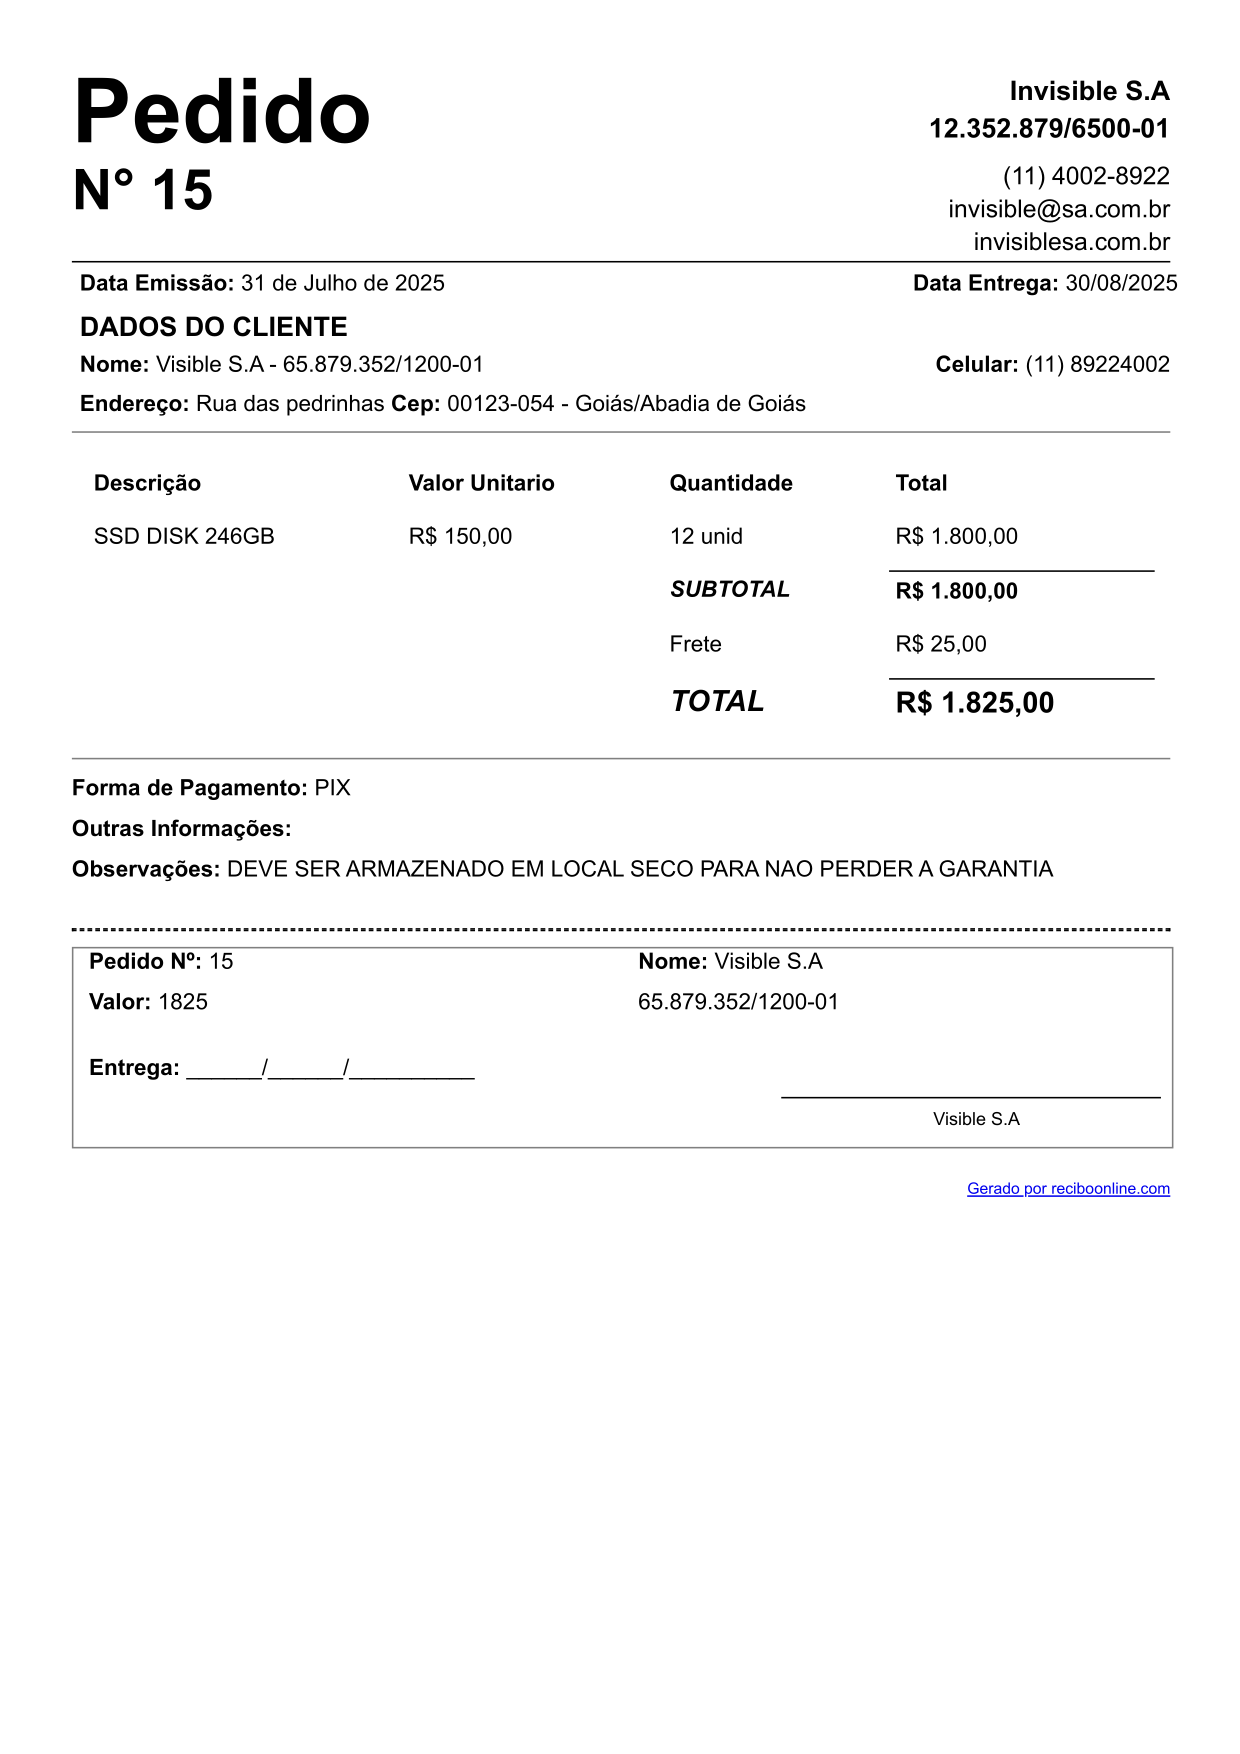 Pedido
N° 15
Invisible S.A
12.352.879/6500-01
(11) 4002-8922
invisible@sa.com.br
invisiblesa.com.br
Data Emissão: 31 de Julho de 2025 Data Entrega: 30/08/2025
DADOS DO CLIENTE
Nome: Visible S.A - 65.879.352/1200-01 Celular: (11) 89224002
Endereço: Rua das pedrinhas Cep: 00123-054 - Goiás/Abadia de Goiás
Descrição Valor Unitario Quantidade Total
SSD DISK 246GB R$ 150,00 12 unid R$ 1.800,00
SUBTOTAL R$ 1.800,00
Frete R$ 25,00
TOTAL R$ 1.825,00
Forma de Pagamento: PIX
Outras Informações:
Observações: DEVE SER ARMAZENADO EM LOCAL SECO PARA NAO PERDER A GARANTIA
Pedido Nº: 15 Nome: Visible S.A
Valor: 1825 65.879.352/1200-01
Entrega: ______/______/__________
Visible S.A
Gerado por reciboonline.com